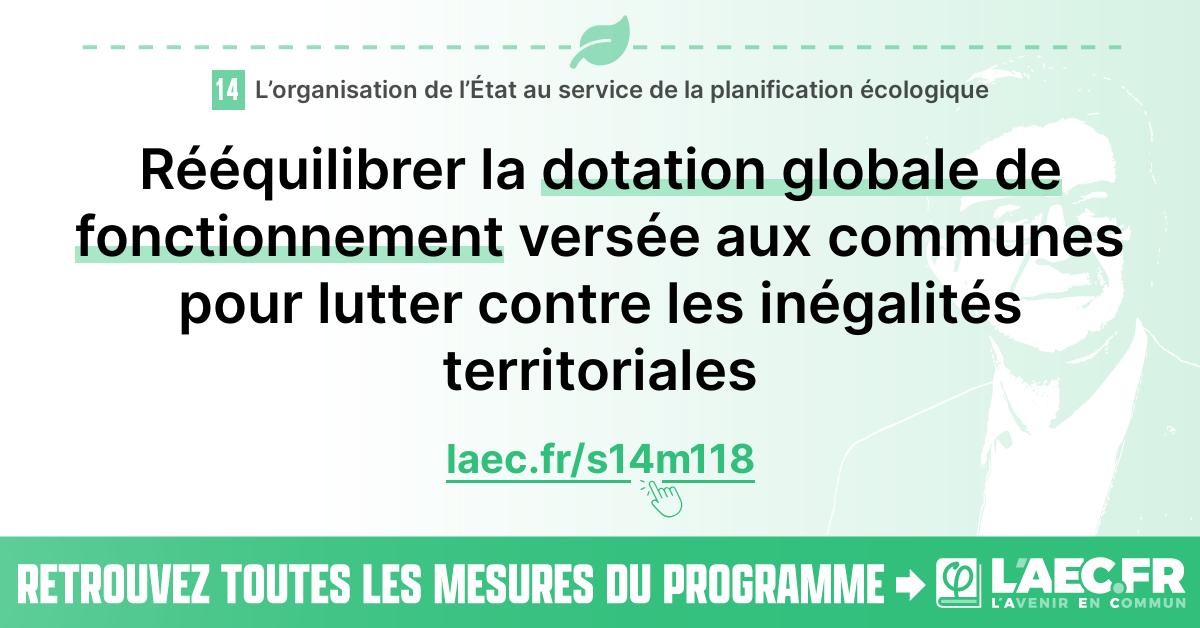 14 L’organisation de l’État au service de la planification écologique
Rééquilibrer la dotation globale de
fonctionnement versée aux communes
pour lutter contre les inégalités
territoriales
laec.fr/s14m118
RETROUVEZ TOUTES LES MESURES DU PROGRAMME
φ L'AEC.FR
L'AVENIR EN COMMUN